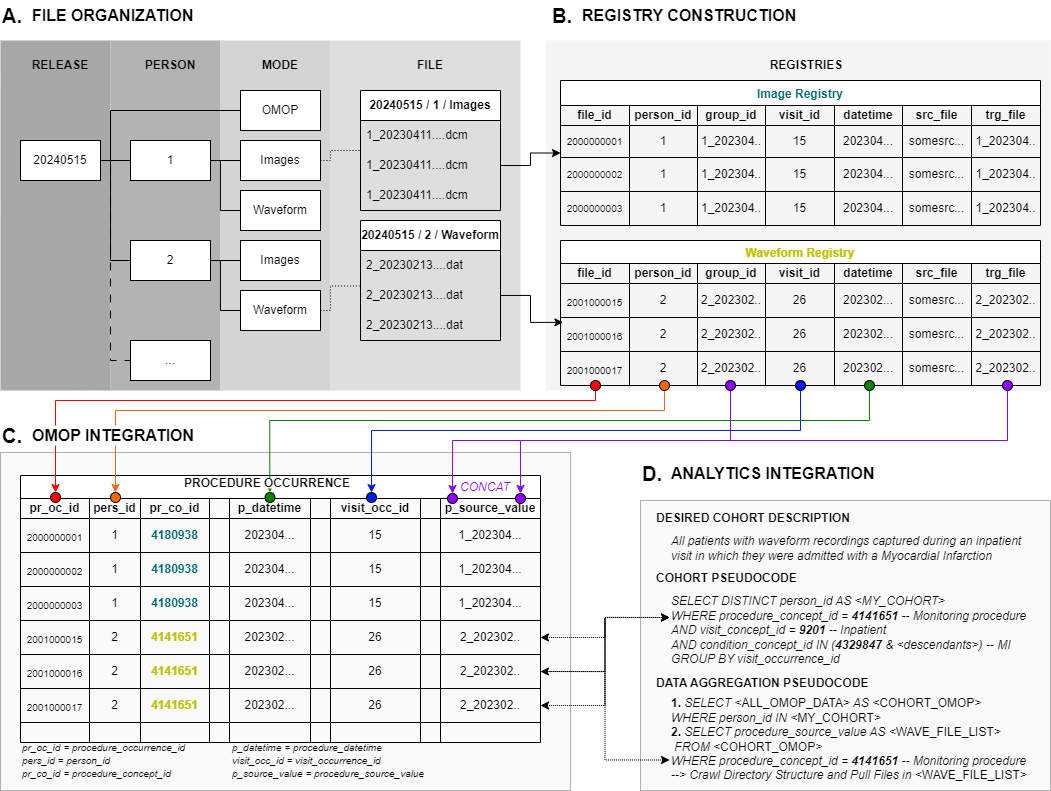 A. FILE ORGANIZATION
RELEASE PERSON MODE FILE
20240515
1
2
...
OMOP
Images
Waveform
Images
Waveform
20240515 / 1 / Images
1_20230411....dcm
1_20230411....dcm
1_20230411....dcm
20240515 / 2 / Waveform
2_20230213....dat
2_20230213....dat
2_20230213....dat
B. REGISTRY CONSTRUCTION
REGISTRIES
Image Registry
file_id person_id group_id visit_id datetime src_file trg_file
2000000001 1 1_202304.. 15 202304... somesrc... 1_202304..
2000000002 1 1_202304.. 15 202304... somesrc... 1_202304..
2000000003 1 1_202304.. 15 202304... somesrc... 1_202304..
Waveform Registry
file_id person_id group_id visit_id datetime src_file trg_file
2001000015 2 2_202302.. 26 202302... somesrc... 2_202302..
2001000016 2 2_202302.. 26 202302... somesrc... 2_202302..
2001000017 2 2_202302.. 26 202302... somesrc... 2_202302..
C. OMOP INTEGRATION
PROCEDURE OCCURRENCE
CONCAT
pr_oc_id pers_id pr_co_id p_datetime visit_occ_id p_source_value
2000000001 1 4180938 202304... 15 1_202304...
2000000002 1 4180938 202304... 15 1_202304...
2000000003 1 4180938 202304... 15 1_202304...
2001000015 2 4141651 202302... 26 2_202302..
2001000016 2 4141651 202302... 26 2_202302..
2001000017 2 4141651 202302... 26 2_202302..
pr_oc_id = procedure_occurrence_id
pers_id = person_id
pr_co_id = procedure_concept_id
p_datetime = procedure_datetime
visit_occ_id = visit_occurrence_id
p_source_value = procedure_source_value
D. ANALYTICS INTEGRATION
DESIRED COHORT DESCRIPTION
All patients with waveform recordings captured during an inpatient
visit in which they were admitted with a Myocardial Infarction
COHORT PSEUDOCODE
SELECT DISTINCT person_id AS <MY_COHORT>
WHERE procedure_concept_id = 4141651 -- Monitoring procedure
AND visit_concept_id = 9201 -- Inpatient
AND condition_concept_id IN (4329847 & <descendants>) -- MI
GROUP BY visit_occurrence_id
DATA AGGREGATION PSEUDOCODE
1. SELECT <ALL_OMOP_DATA> AS <COHORT_OMOP>
WHERE person_id IN <MY_COHORT>
2. SELECT procedure_source_value AS <WAVE_FILE_LIST>
FROM <COHORT_OMOP>
WHERE procedure_concept_id = 4141651 -- Monitoring procedure
--> Crawl Directory Structure and Pull Files in <WAVE_FILE_LIST>